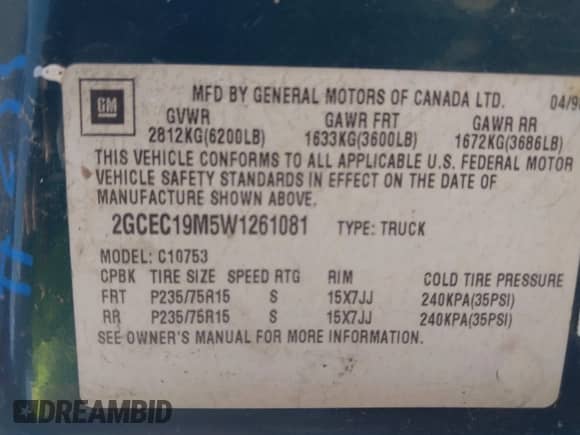 GM
MFD BY GENERAL MOTORS OF CANADA LTD. 04/98
GVWR GAWR FRT GAWR RR
2812KG(6200LB) 1633KG(3600LB) 1672KG(3686LB)
THIS VEHICLE CONFORMS TO ALL APPLICABLE U.S. FEDERAL MOTOR
VEHICLE SAFETY STANDARDS IN EFFECT ON THE DATE OF
MANUFACTURE SHOWN ABOVE.
2GCEC19M5W1261081 TYPE: TRUCK
MODEL: C10753
CPBK TIRE SIZE SPEED RTG RIM COLD TIRE PRESSURE
FRT P235/75R15 S 15X7JJ 240KPA(35PSI)
RR P235/75R15 S 15X7JJ 240KPA(35PSI)
SEE OWNER'S MANUAL FOR MORE INFORMATION.
DREAMBID